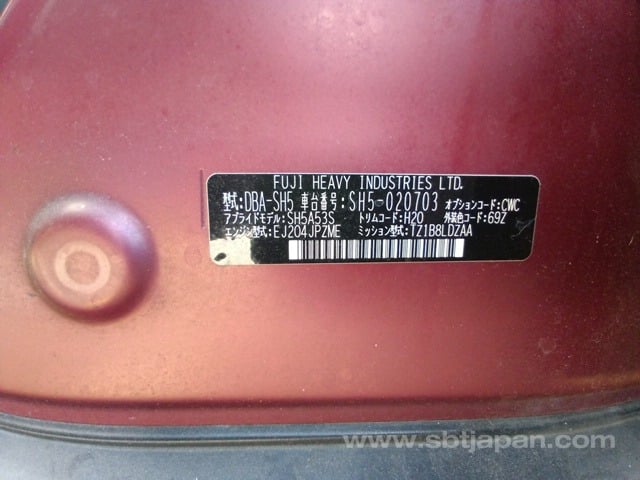 FUJI HEAVY INDUSTRIES LTD.
型式:DBA-SH5 車台番号:SH5-020703 オプションコード:CWC
アプライドモデル:SH5A53S トリムコード:H20 外装色コード:69Z
エンジン型式:EJ204JPZME ミッション型式:TZ1B8LDZAA
www.sbtjapan.com